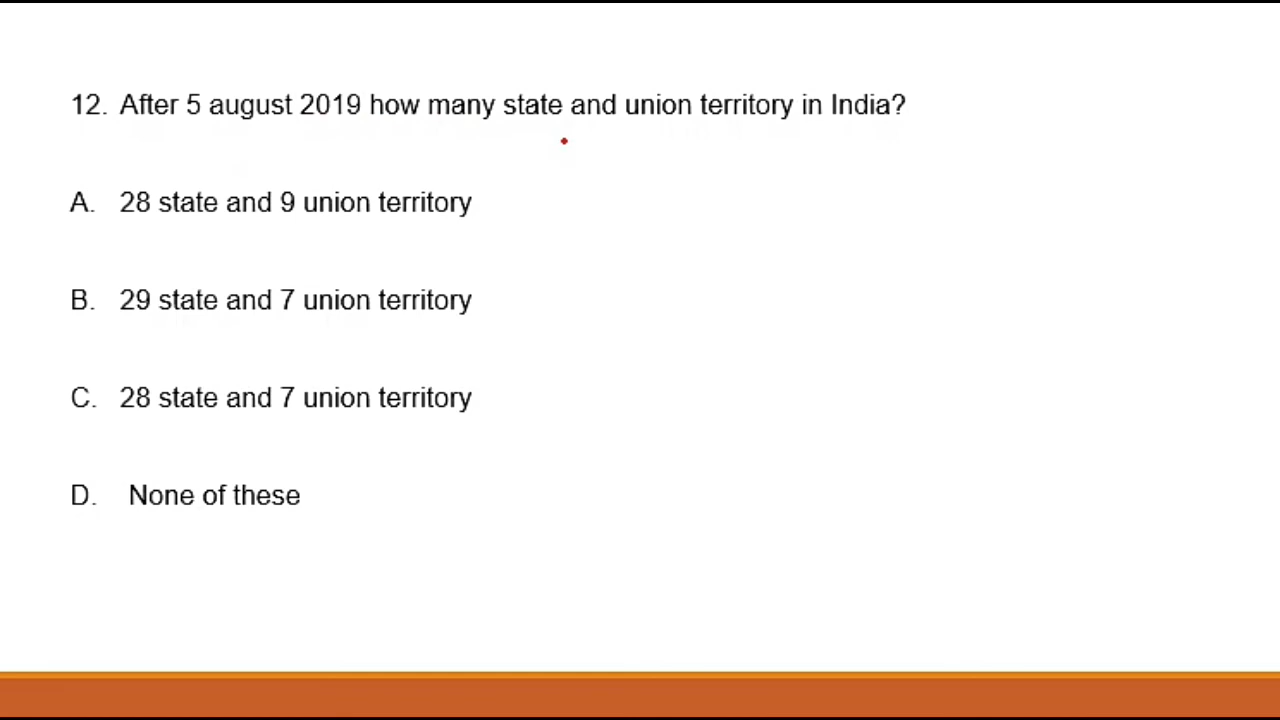 12. After 5 august 2019 how many state and union territory in India?
A. 28 state and 9 union territory
B. 29 state and 7 union territory
C. 28 state and 7 union territory
D. None of these